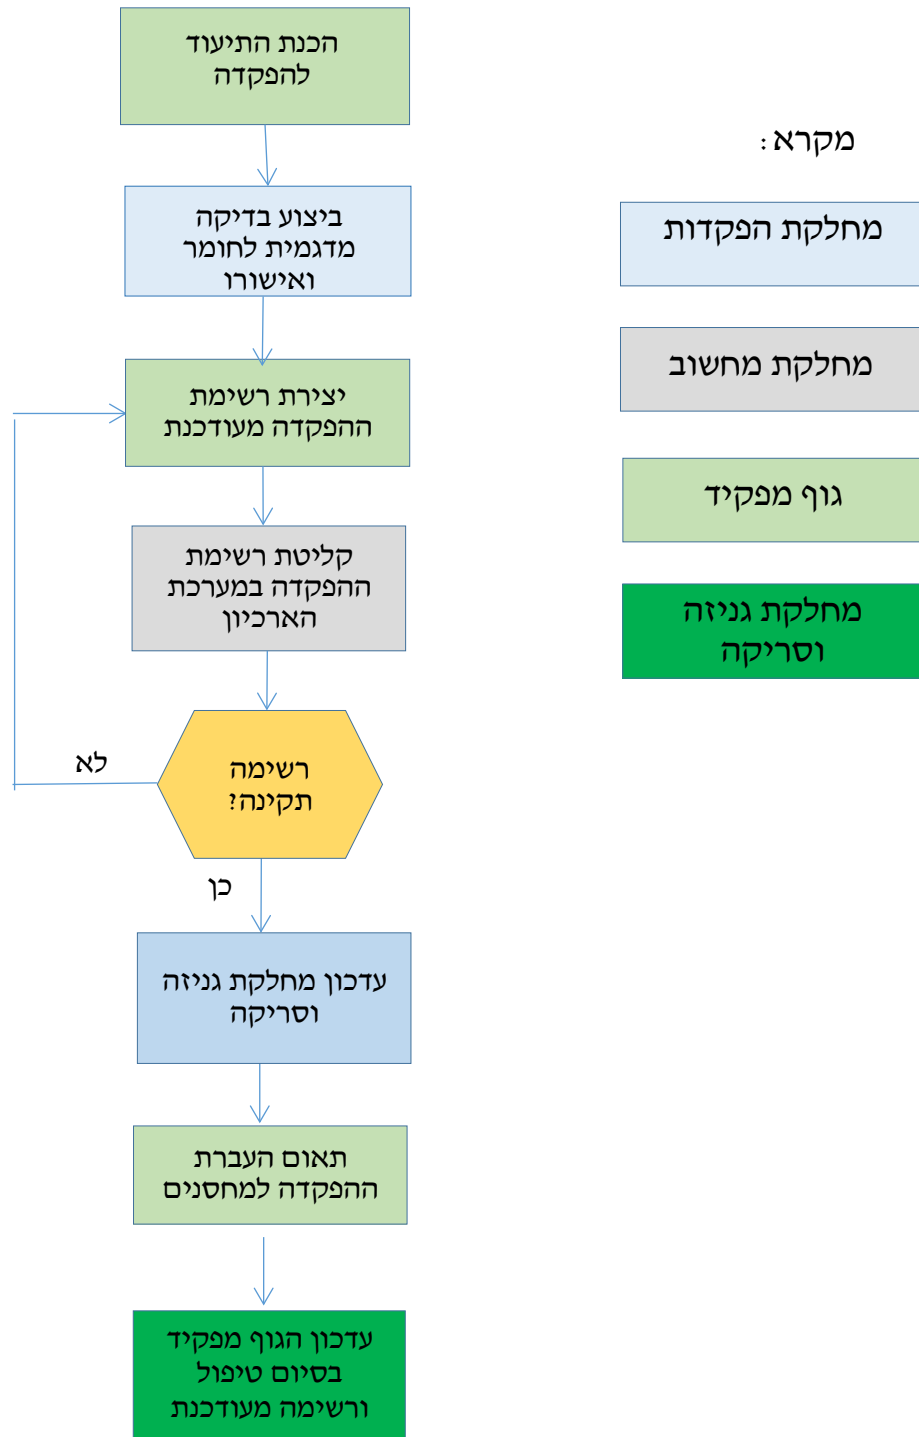 הכנת התיעוד
להפקדה
ביצוע בדיקה
מדגמית לחומר
ואישורו
יצירת רשימת
ההפקדה מעודכנת
קליטת רשימת
ההפקדה במערכת
הארכיון
רשימה
תקינה?
לא
כן
עדכון מחלקת גניזה
וסריקה
תאום העברת
ההפקדה למחסנים
עדכון הגוף מפקיד
בסיום טיפול
ורשימה מעודכנת
מקרא:
מחלקת הפקדות
מחלקת מחשוב
גוף מפקיד
מחלקת גניזה
וסריקה